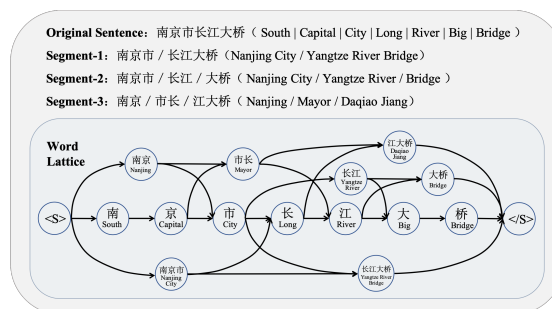 Original Sentence: 南京市长江大桥 ( South | Capital | City | Long | River | Big | Bridge )
Segment-1: 南京市 / 长江大桥 (Nanjing City / Yangtze River Bridge)
Segment-2: 南京市 / 长江 / 大桥 ( Nanjing City / Yangtze River / Bridge )
Segment-3: 南京 / 市长 / 江大桥 ( Nanjing / Mayor / Daqiao Jiang )
Word
Lattice
南京
Nanjing
市长
Mayor
江大桥
Daqiao
Jiang
长江
Yangtze
River
大桥
Bridge
<S>
南
South
京
Capital
市
City
长
Long
江
River
大
Big
桥
Bridge
</S>
南京市
Nanjing
City
长江大桥
Yangtze River
Bridge